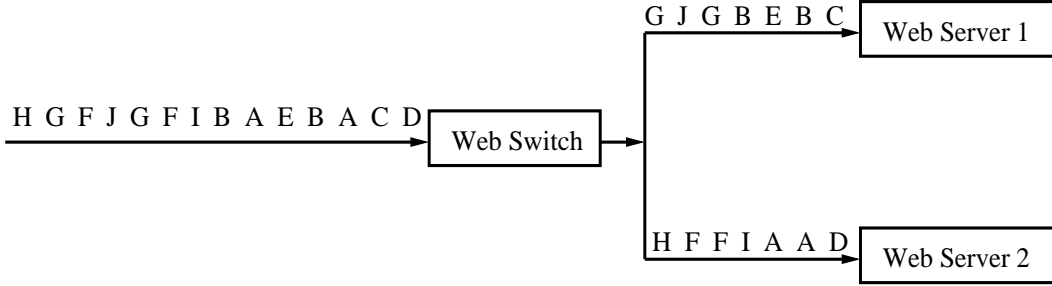 G J G B E B C
Web Server 1
H G F J G F I B A E B A C D
Web Switch
H F F I A A D
Web Server 2